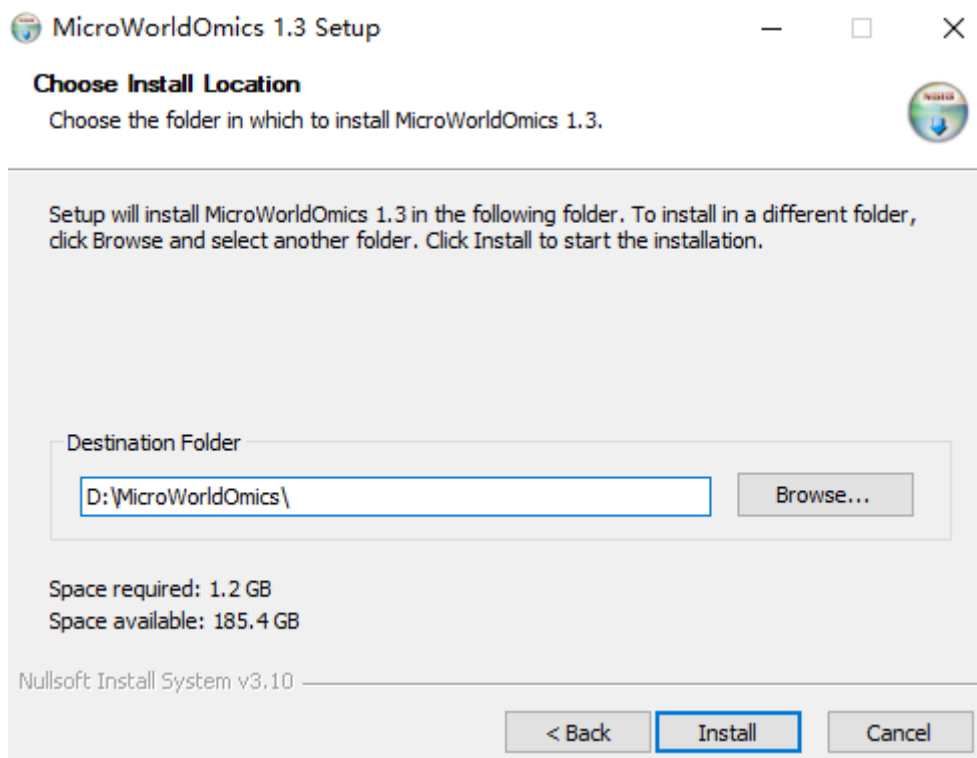 MicroWorldOmics 1.3 Setup
Choose Install Location
Choose the folder in which to install MicroWorldOmics 1.3.
Setup will install MicroWorldOmics 1.3 in the following folder. To install in a different folder,
click Browse and select another folder. Click Install to start the installation.
Destination Folder
D:\MicroWorldOmics\
Browse...
Space required: 1.2 GB
Space available: 185.4 GB
Nullsoft Install System v3.10
< Back
Install
Cancel